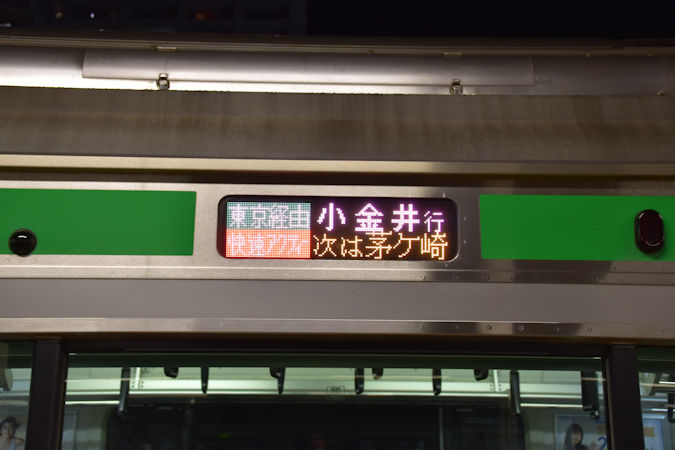 東京経由
快速アクティー
小金井行
次は茅ケ崎